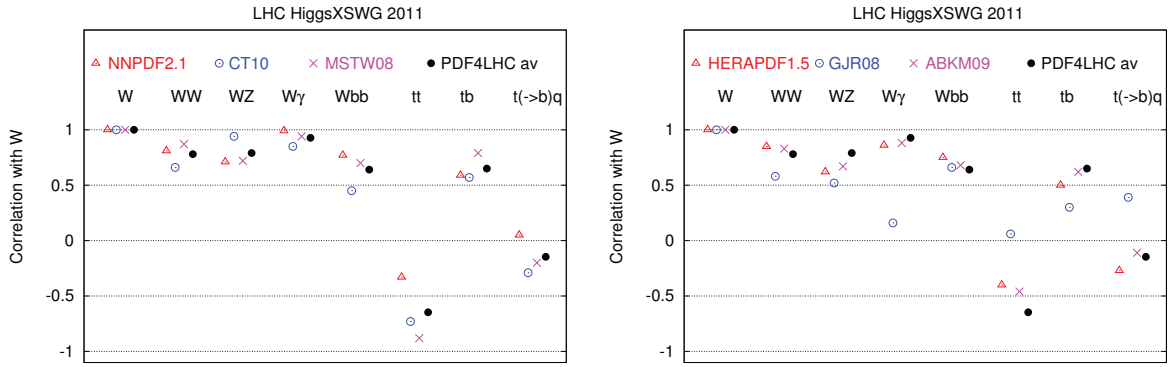 LHC HiggsXSWG 2011
NNPDF2.1 CT10 MSTW08 PDF4LHC av
W WW WZ Wγ Wbb tt tb t(->b)q
1
0.5
0
-0.5
-1
Correlation with W
LHC HiggsXSWG 2011
HERAPDF1.5 GJR08 ABKM09 PDF4LHC av
W WW WZ Wγ Wbb tt tb t(->b)q
1
0.5
0
-0.5
-1
Correlation with W